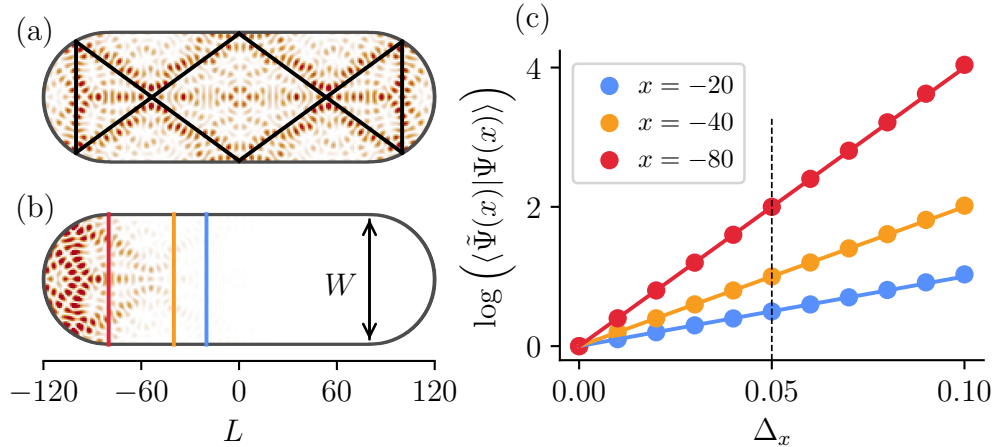 (a)
(b)
W
−120 −60 0 60 120
L
(c)
log (⟨Ψ̃(x)|Ψ(x)⟩)
4
2
0
x = −20
x = −40
x = −80
0.00 0.05 0.10
Δₓ